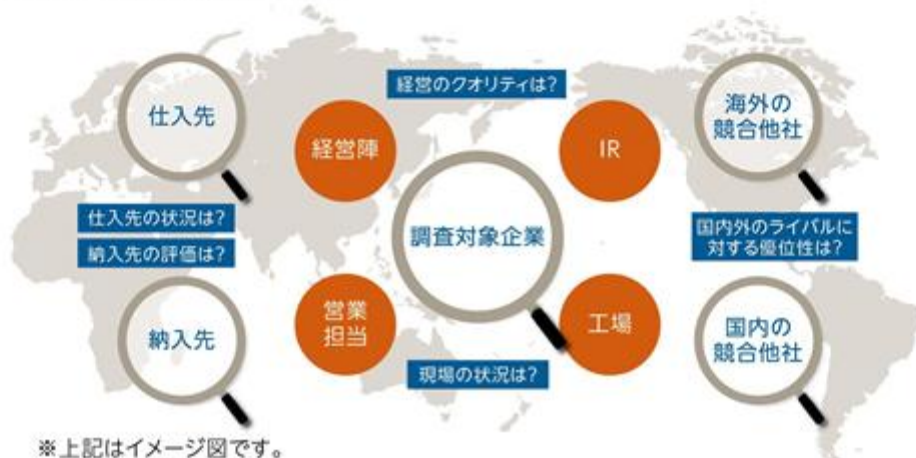 仕入先
仕入先の状況は?
納入先の評価は?
納入先
経営のクオリティは?
経営陣
IR
調査対象企業
営業
担当
工場
現場の状況は?
海外の
競合他社
国内外のライバルに
対する優位性は?
国内の
競合他社
※上記はイメージ図です。